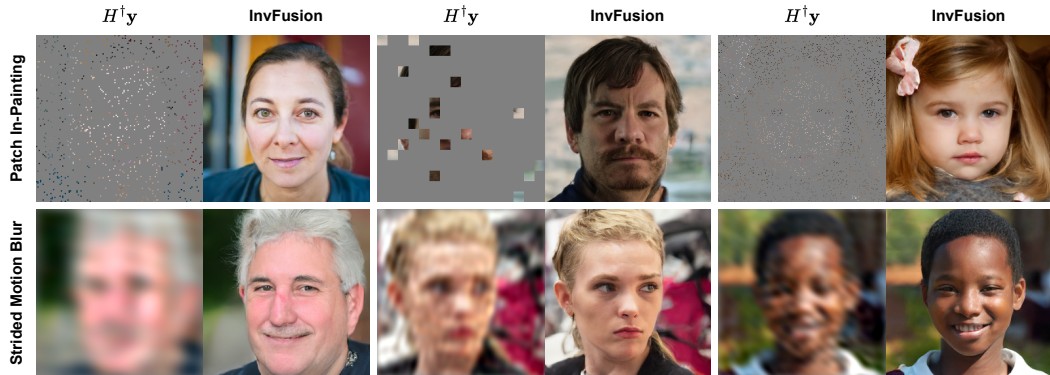 H†y InvFusion H†y InvFusion H†y InvFusion
Patch In-Painting
Strided Motion Blur